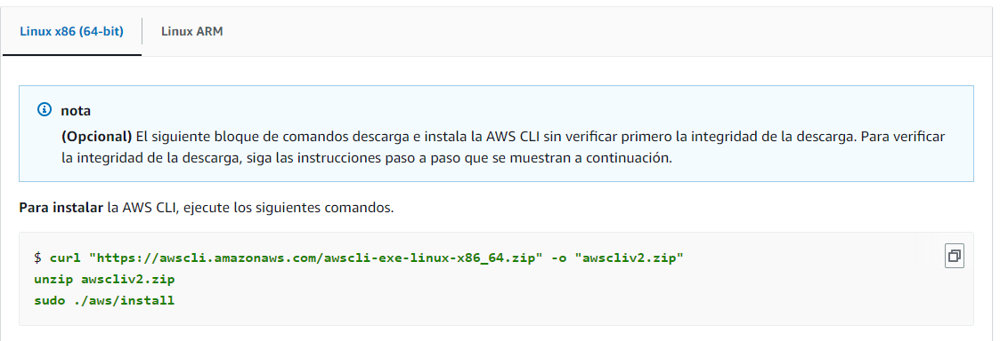 Linux x86 (64-bit)
Linux ARM
nota
(Opcional) El siguiente bloque de comandos descarga e instala la AWS CLI sin verificar primero la integridad de la descarga. Para verificar
la integridad de la descarga, siga las instrucciones paso a paso que se muestran a continuación.
Para instalar la AWS CLI, ejecute los siguientes comandos.
$ curl "https://awscli.amazonaws.com/awscli-exe-linux-x86_64.zip" -o "awscliv2.zip"
unzip awscliv2.zip
sudo ./aws/install